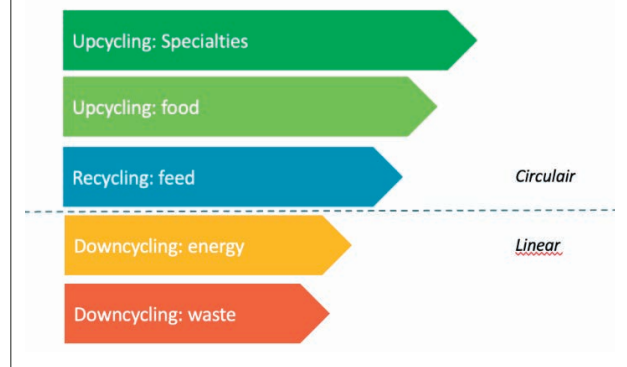 Upcycling: Specialties
Upcycling: food
Recycling: feed
Circulair
Downcycling: energy
Linear
Downcycling: waste